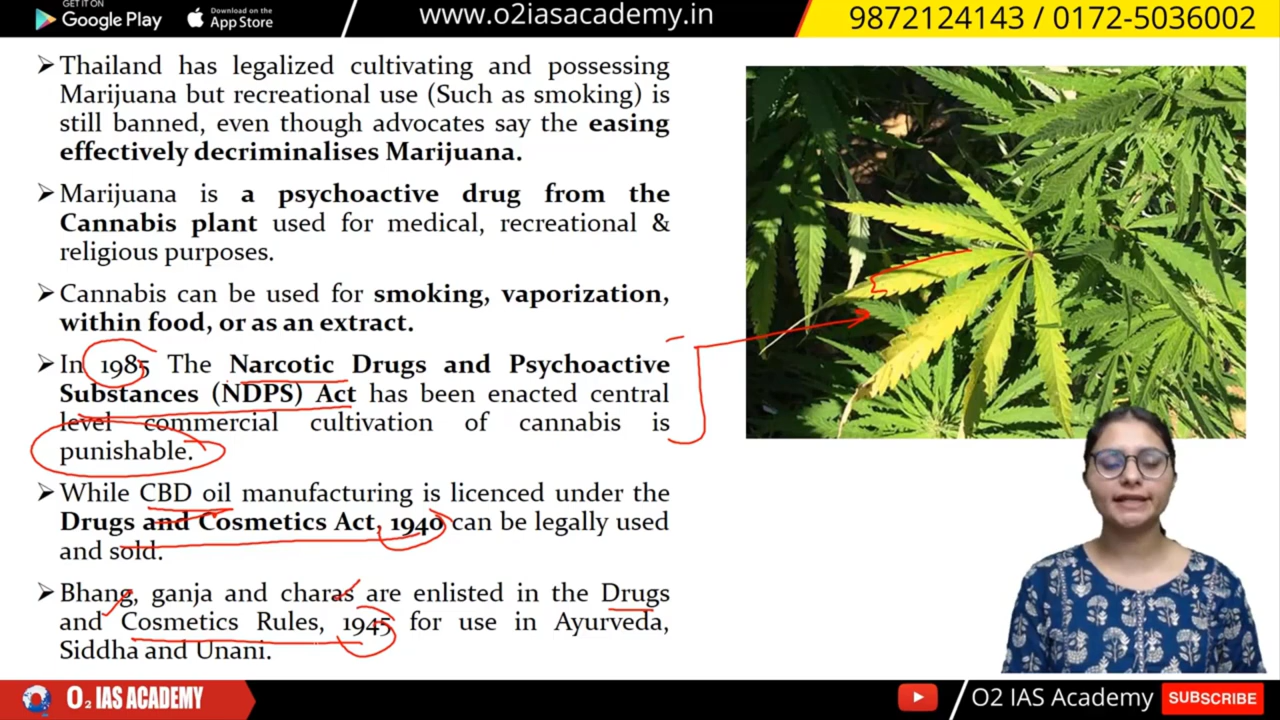 GET IT ON
Google Play
Download on the
App Store
www.o2iasacademy.in
9872124143 / 0172-5036002
➢ Thailand has legalized cultivating and possessing
Marijuana but recreational use (Such as smoking) is
still banned, even though advocates say the easing
effectively decriminalises Marijuana.
➢ Marijuana is a psychoactive drug from the
Cannabis plant used for medical, recreational &
religious purposes.
➢ Cannabis can be used for smoking, vaporization,
within food, or as an extract.
➢ In 1985 The Narcotic Drugs and Psychoactive
Substances (NDPS) Act has been enacted central
level commercial cultivation of cannabis is
punishable.
➢ While CBD oil manufacturing is licenced under the
Drugs and Cosmetics Act, 1940 can be legally used
and sold.
➢ Bhang, ganja and charas are enlisted in the Drugs
and Cosmetics Rules, 1945 for use in Ayurveda,
Siddha and Unani.
O2 IAS ACADEMY
O2 IAS Academy
SUBSCRIBE